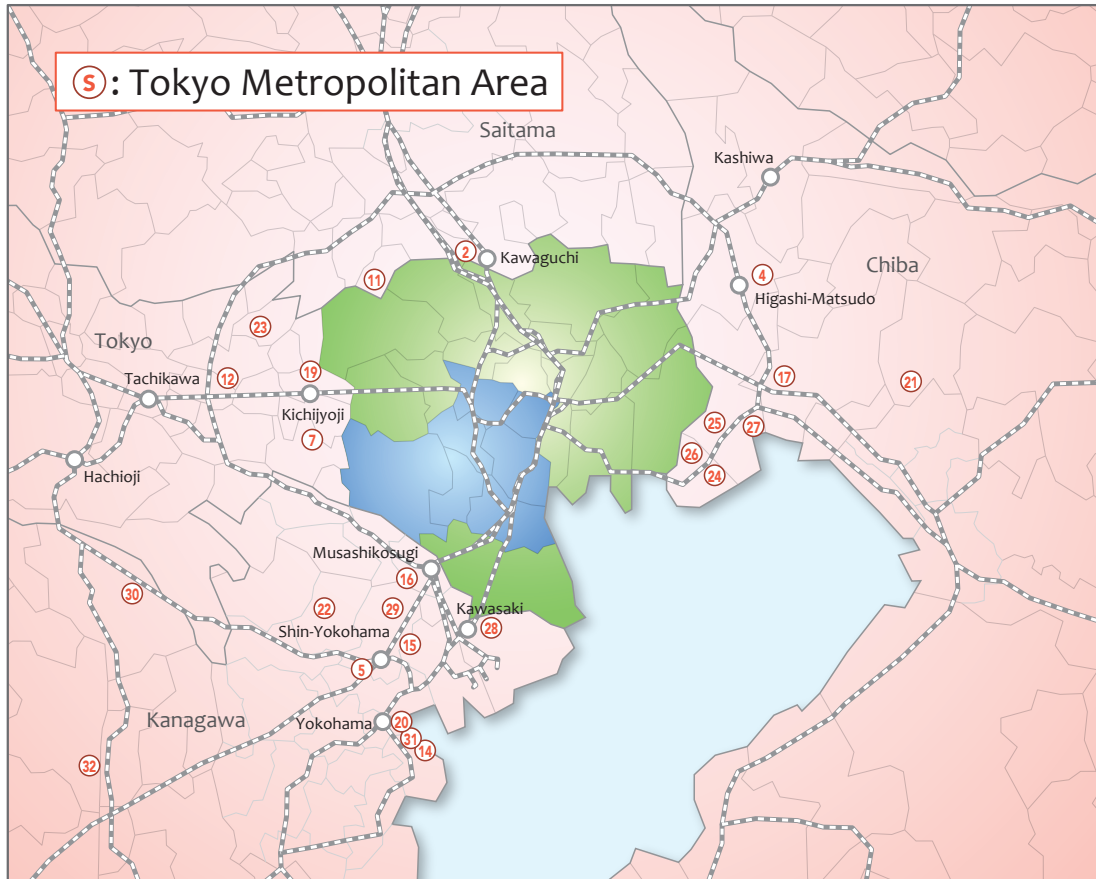 S : Tokyo Metropolitan Area
Saitama
Kashiwa
2
Kawaguchi
Chiba
11
4
Higashi-Matsudo
23
Tokyo
Tachikawa
12
19
17
21
Kichijyoji
7
25
27
Hachioji
26
24
Musashikosugi
16
30
22
29
Kawasaki
28
Shin-Yokohama
15
5
Kanagawa
Yokohama
20
31
14
32